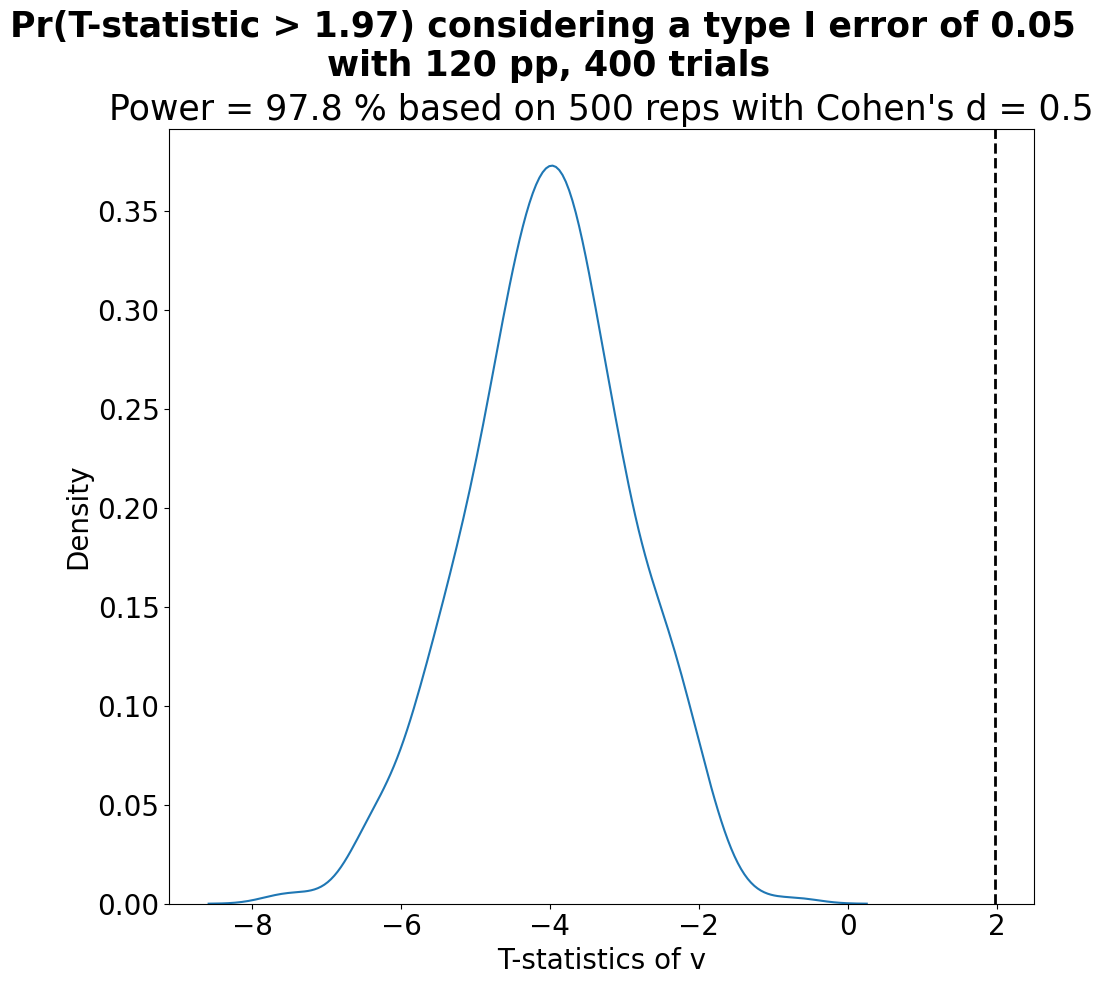 Pr(T-statistic > 1.97) considering a type I error of 0.05
with 120 pp, 400 trials
Power = 97.8 % based on 500 reps with Cohen's d = 0.5
0.35
0.30
0.25
0.20
0.15
0.10
0.05
0.00
Density
−8
−6
−4
−2
0
2
T-statistics of v